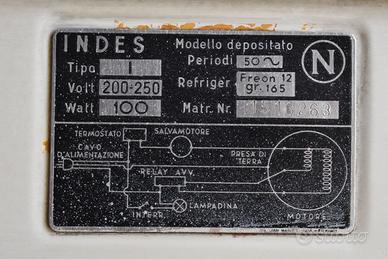 INDES
Modello depositato
Tipo I
Periodi 50
N
Volt 200-250
Refriger. Freon 12
gr. 165
Watt 100
Matr. Nr.
TERMOSTATO
SALVAMOTORE
CAVO
D'ALIMENTAZIONE
PRESA DI
TERRA
RELAY AVV.
INTERR.
LAMPADINA
MOTORE
Subito